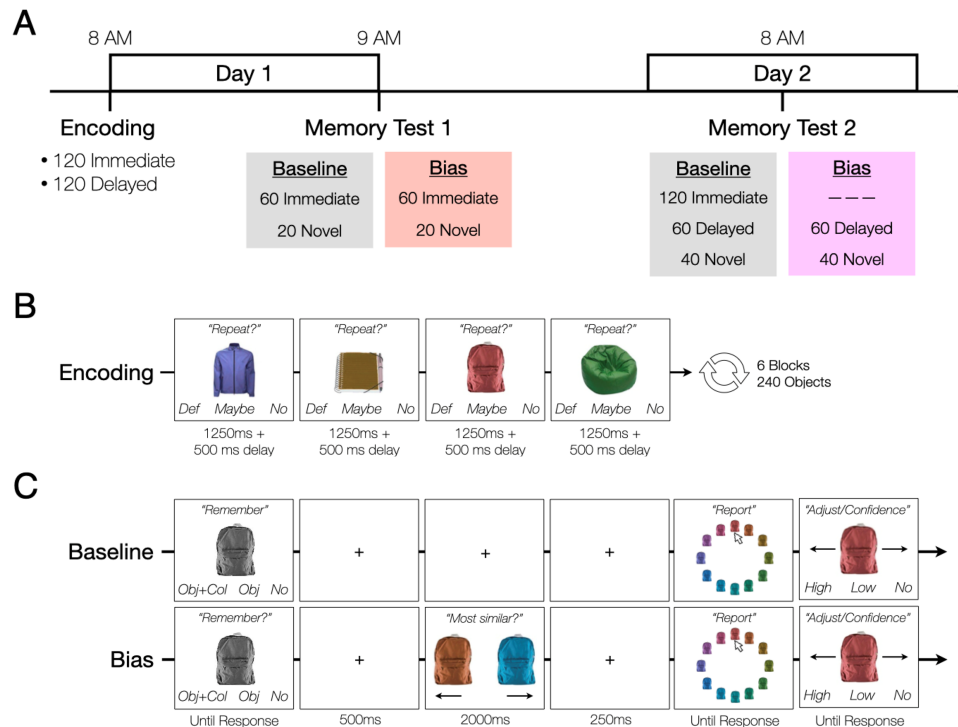 A
8 AM
9 AM
8 AM
Day 1
Day 2
Encoding
• 120 Immediate
• 120 Delayed
Memory Test 1
Baseline
60 Immediate
20 Novel
Bias
60 Immediate
20 Novel
Memory Test 2
Baseline
120 Immediate
60 Delayed
40 Novel
Bias
— — —
60 Delayed
40 Novel
B
Encoding
"Repeat?"
Def Maybe No
1250ms +
500 ms delay
"Repeat?"
Def Maybe No
1250ms +
500 ms delay
"Repeat?"
Def Maybe No
1250ms +
500 ms delay
"Repeat?"
Def Maybe No
1250ms +
500 ms delay
6 Blocks
240 Objects
C
Baseline
"Remember"
Obj+Col Obj No
+
+
+
"Report"
"Adjust/Confidence"
High Low No
Bias
"Remember?"
Obj+Col Obj No
+
"Most similar?"
+
"Report"
"Adjust/Confidence"
High Low No
Until Response
500ms
2000ms
250ms
Until Response
Until Response